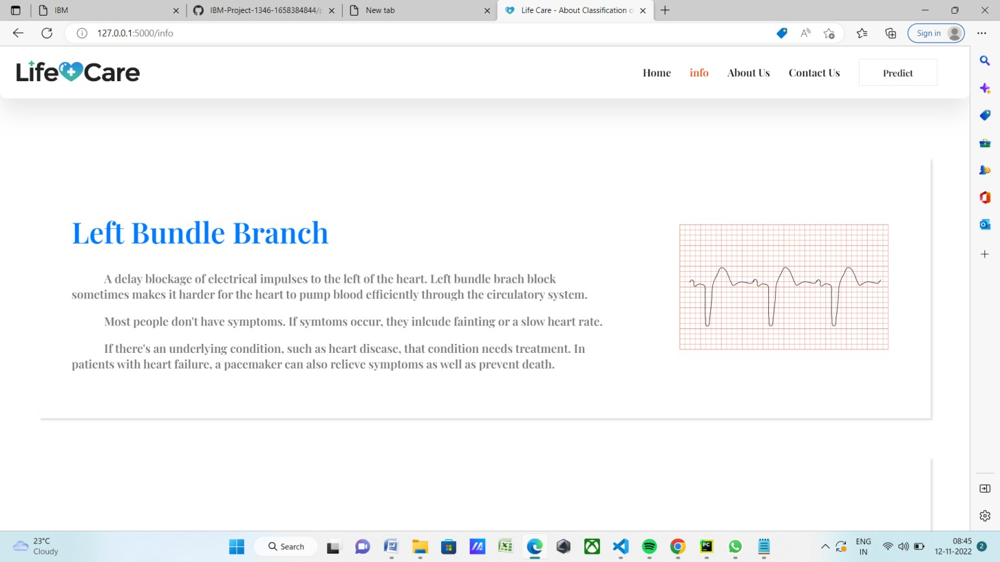 IBM
IBM-Project-1346-1658384844/p
New tab
Life Care - About Classification o
127.0.0.1:5000/info
Sign in
Life Care
Home
info
About Us
Contact Us
Predict
Left Bundle Branch
A delay blockage of electrical impulses to the left of the heart. Left bundle brach block
sometimes makes it harder for the heart to pump blood efficiently through the circulatory system.
Most people don't have symptoms. If symtoms occur, they inlcude fainting or a slow heart rate.
If there's an underlying condition, such as heart disease, that condition needs treatment. In
patients with heart failure, a pacemaker can also relieve symptoms as well as prevent death.
23°C
Cloudy
Search
ENG
IN
08:45
12-11-2022
2